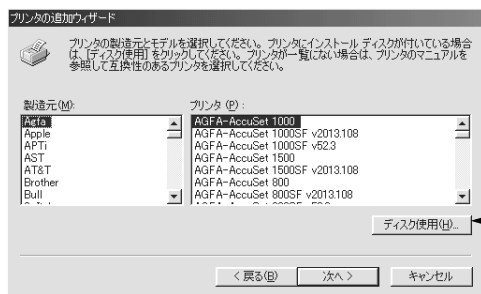 プリンタの追加ウィザード
プリンタの製造元とモデルを選択してください。プリンタにインストール ディスクが付いている場合
は、[ディスク使用] をクリックしてください。プリンタが一覧にない場合は、プリンタのマニュアルを
参照して互換性のあるプリンタを選択してください。
製造元(M):
プリンタ (P) :
Agfa
Apple
APTi
AST
AT&T
Brother
Bull
AGFA-AccuSet 1000
AGFA-AccuSet 1000SF v2013.108
AGFA-AccuSet 1000SF v52.3
AGFA-AccuSet 1500
AGFA-AccuSet 1500SF v2013.108
AGFA-AccuSet 800
AGFA-AccuSet 800SF v2013.108
ディスク使用(H)...
< 戻る(B)
次へ >
キャンセル